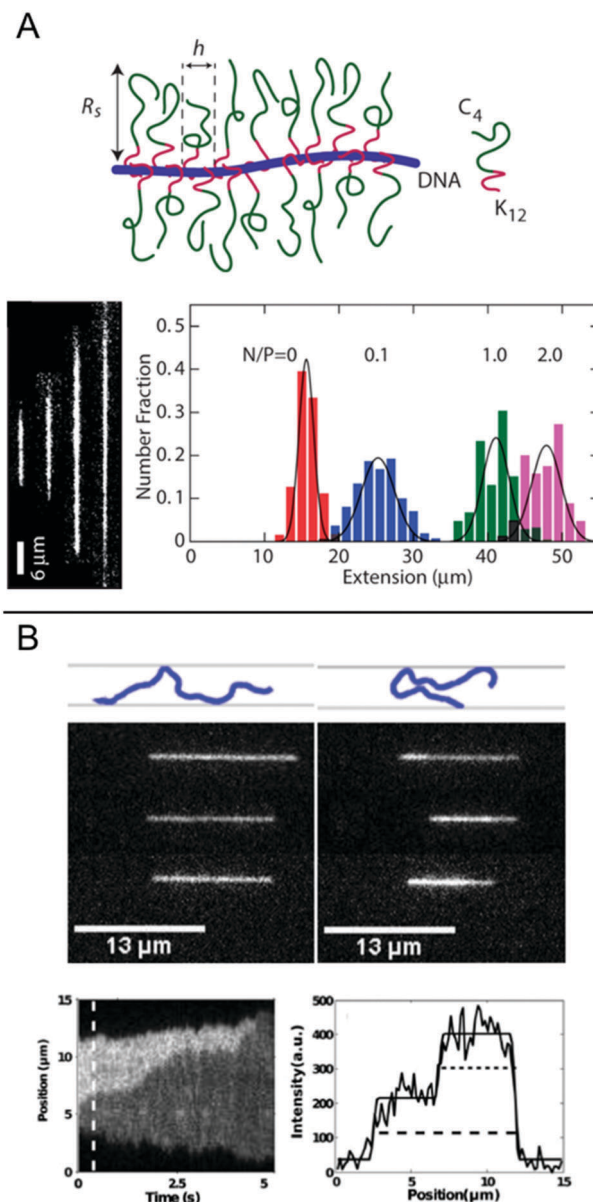 A
h
R_s
C_4
DNA
K_12
6 µm
N/P=0 0.1 1.0 2.0
Number Fraction
0.5
0.4
0.3
0.2
0.1
0
0 10 20 30 40 50
Extension (µm)
B
13 µm 13 µm
Position (µm)
15
10
5
0
0 2.5 5
Time (s)
Intensity(a.u.)
500
400
300
200
100
0
0 5 10 15
Position(µm)